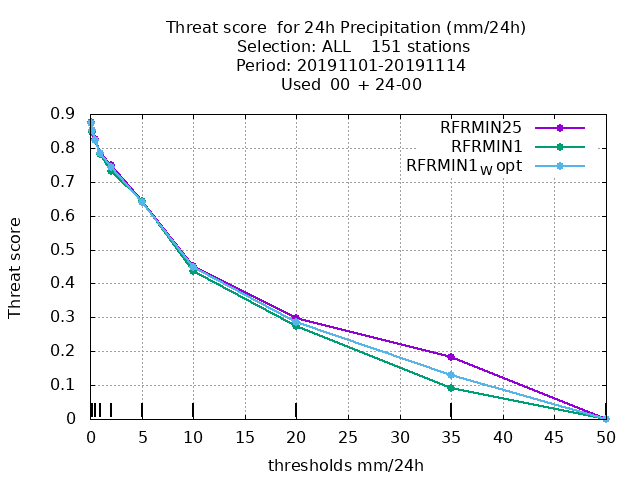 Threat score  for 24h Precipitation (mm/24h)
Selection: ALL    151 stations
Period: 20191101-20191114
Used  00 + 24-00
RFRMIN25
RFRMIN1
RFRMIN1W opt
Threat score
0.9
0.8
0.7
0.6
0.5
0.4
0.3
0.2
0.1
0
0 5 10 15 20 25 30 35 40 45 50
thresholds mm/24h